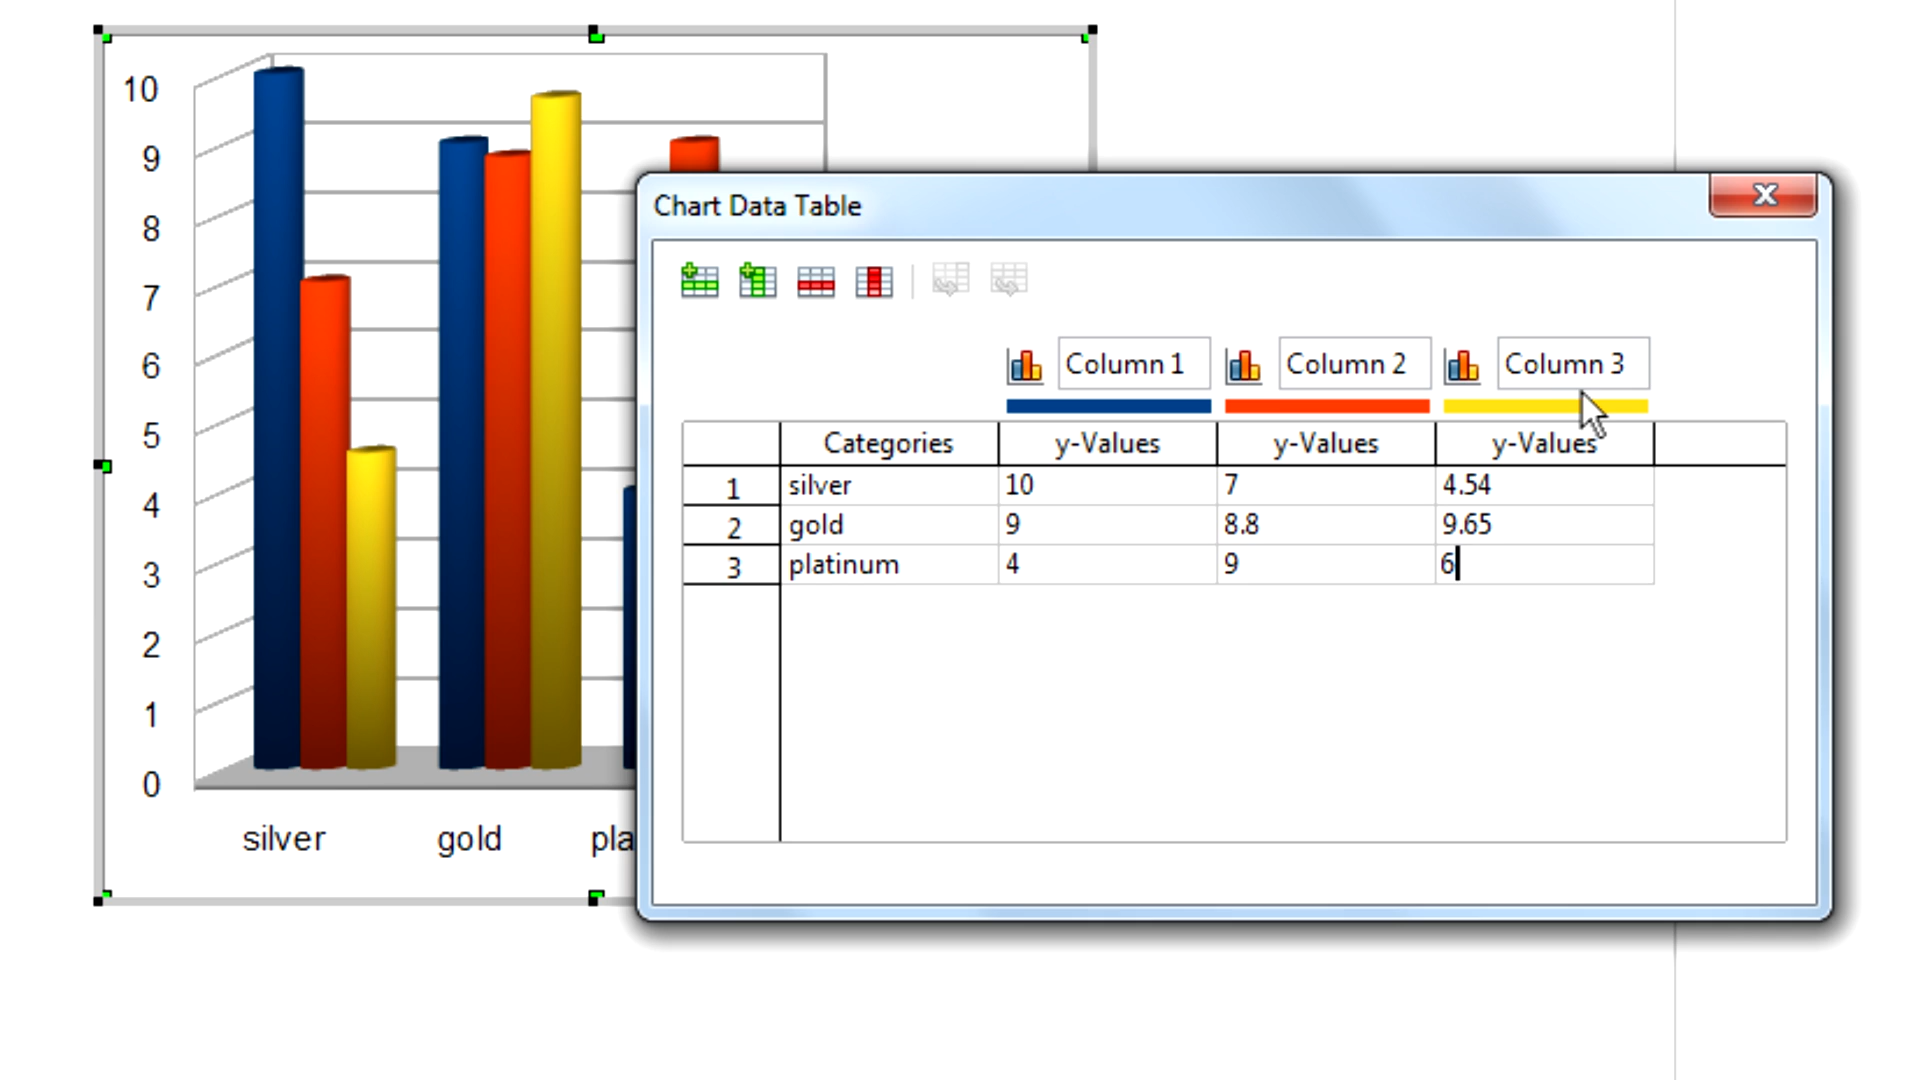 10
9
8
7
6
5
4
3
2
1
0
silver gold pla
Chart Data Table
Column 1 Column 2 Column 3
Categories y-Values y-Values y-Values
1 silver 10 7 4.54
2 gold 9 8.8 9.65
3 platinum 4 9 6